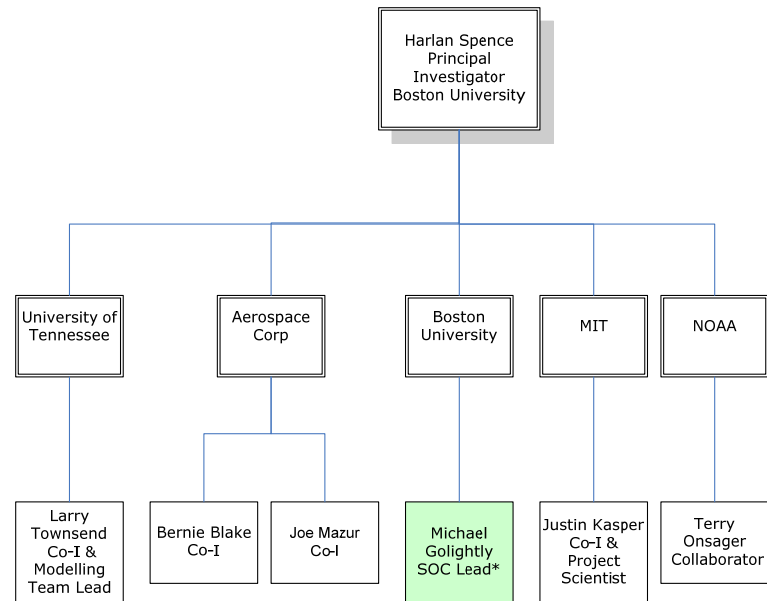 Harlan Spence
Principal
Investigator
Boston University
University of
Tennessee
Aerospace
Corp
Boston
University
MIT
NOAA
Larry
Townsend
Co-I &
Modelling
Team Lead
Bernie Blake
Co-I
Joe Mazur
Co-I
Michael
Golightly
SOC Lead*
Justin Kasper
Co-I &
Project
Scientist
Terry
Onsager
Collaborator